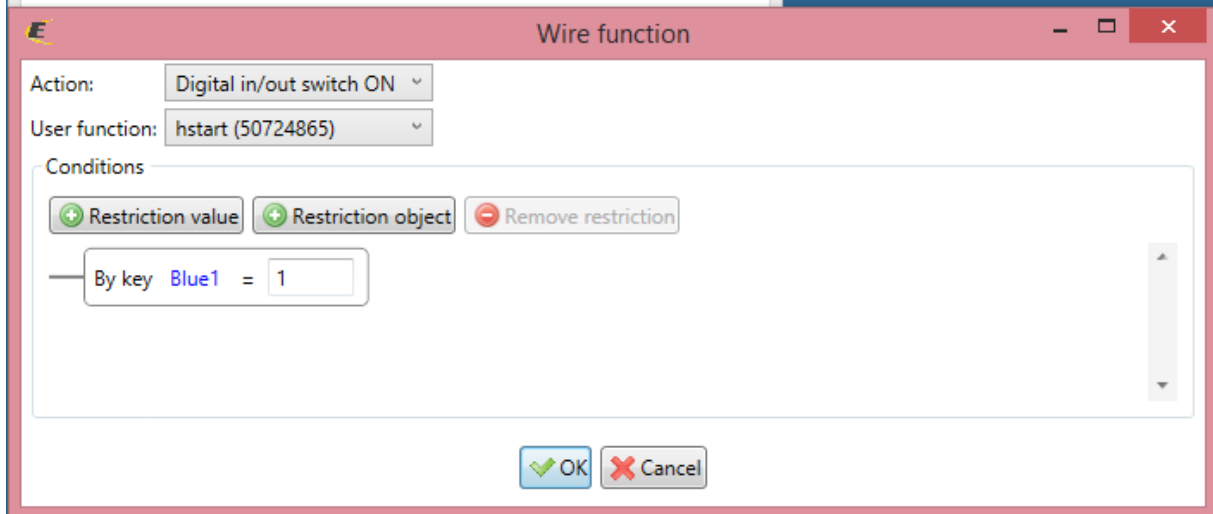 Wire function
Action: Digital in/out switch ON
User function: hstart (50724865)
Conditions
Restriction value Restriction object Remove restriction
By key Blue1 = 1
OK Cancel